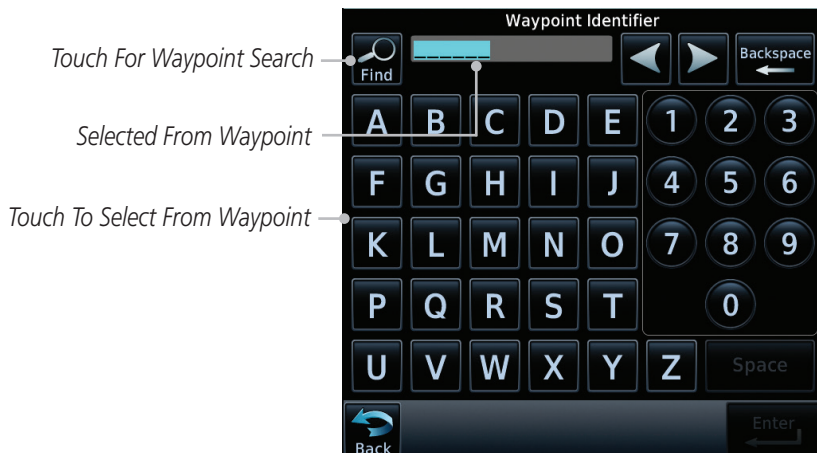 Waypoint Identifier
Touch For Waypoint Search
Find
Backspace
Selected From Waypoint
A B C D E 1 2 3
F G H I J 4 5 6
Touch To Select From Waypoint
K L M N O 7 8 9
P Q R S T 0
U V W X Y Z Space
Back
Enter